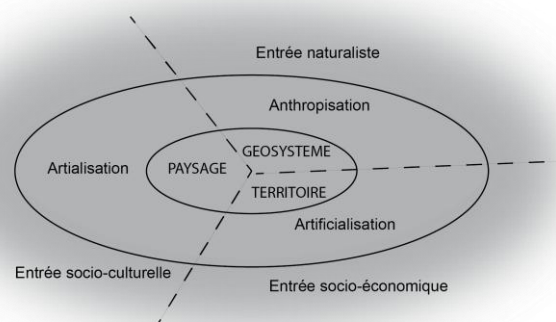 Entrée naturaliste
Anthropisation
GEOSYSTEME
Artialisation
PAYSAGE
TERRITOIRE
Artificialisation
Entrée socio-culturelle
Entrée socio-économique